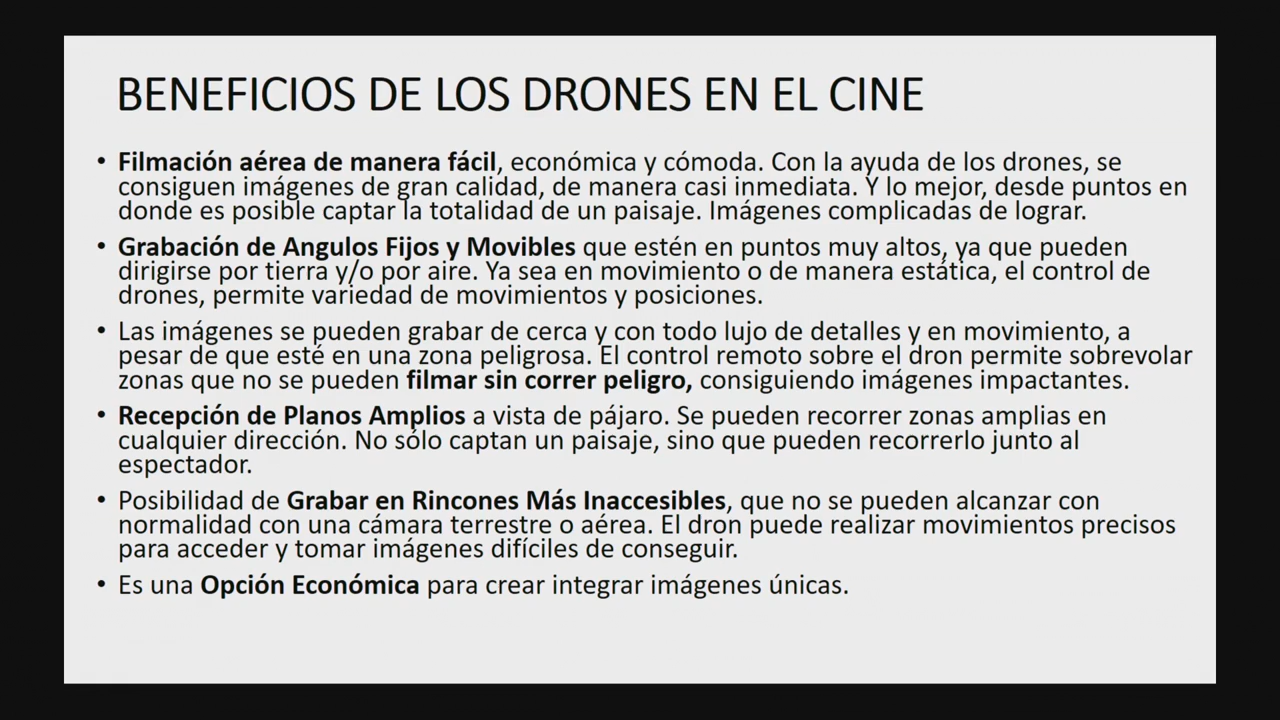 BENEFICIOS DE LOS DRONES EN EL CINE
• Filmación aérea de manera fácil, económica y cómoda. Con la ayuda de los drones, se
consiguen imágenes de gran calidad, de manera casi inmediata. Y lo mejor, desde puntos en
donde es posible captar la totalidad de un paisaje. Imágenes complicadas de lograr.
• Grabación de Angulos Fijos y Movibles que estén en puntos muy altos, ya que pueden
dirigirse por tierra y/o por aire. Ya sea en movimiento o de manera estática, el control de
drones, permite variedad de movimientos y posiciones.
• Las imágenes se pueden grabar de cerca y con todo lujo de detalles y en movimiento, a
pesar de que esté en una zona peligrosa. El control remoto sobre el dron permite sobrevolar
zonas que no se pueden filmar sin correr peligro, consiguiendo imágenes impactantes.
• Recepción de Planos Amplios a vista de pájaro. Se pueden recorrer zonas amplias en
cualquier dirección. No sólo captan un paisaje, sino que pueden recorrerlo junto al
espectador.
• Posibilidad de Grabar en Rincones Más Inaccesibles, que no se pueden alcanzar con
normalidad con una cámara terrestre o aérea. El dron puede realizar movimientos precisos
para acceder y tomar imágenes difíciles de conseguir.
• Es una Opción Económica para crear integrar imágenes únicas.